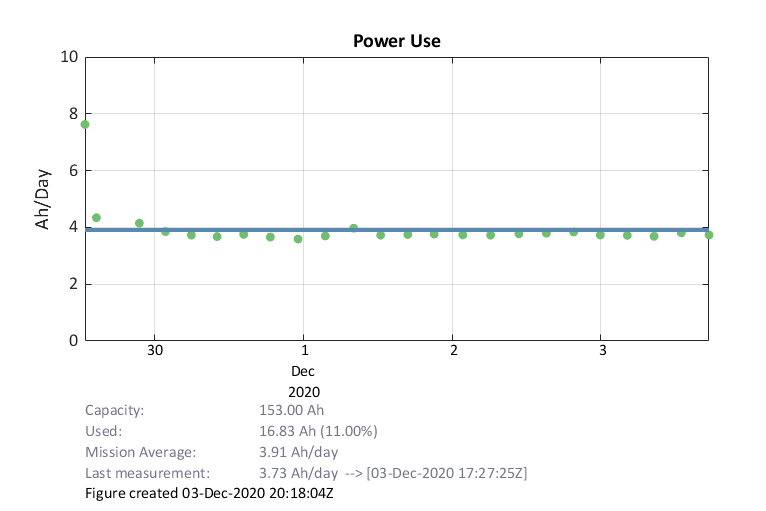 Power Use
10
8
6
4
2
0
Ah/Day
30 1 2 3
Dec
2020
Capacity: 153.00 Ah
Used: 16.83 Ah (11.00%)
Mission Average: 3.91 Ah/day
Last measurement: 3.73 Ah/day --> [03-Dec-2020 17:27:25Z]
Figure created 03-Dec-2020 20:18:04Z